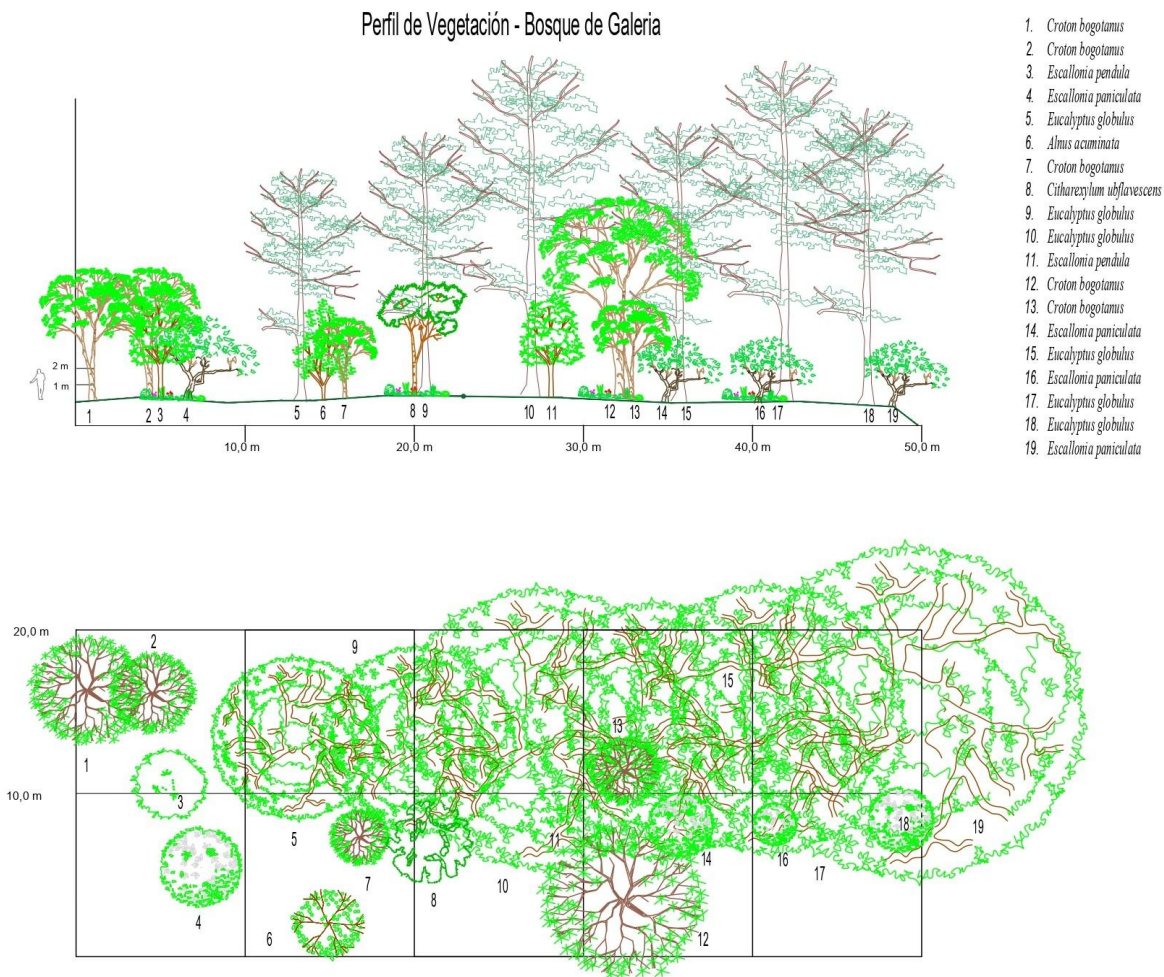 Perfil de Vegetación - Bosque de Galeria
1. Croton bogotanus
2. Croton bogotanus
3. Escallonia pendula
4. Escallonia paniculata
5. Eucalyptus globulus
6. Alnus acuminata
7. Croton bogotanus
8. Citharexylum ubflavescens
9. Eucalyptus globulus
10. Eucalyptus globulus
11. Escallonia pendula
12. Croton bogotanus
13. Croton bogotanus
14. Escallonia paniculata
15. Eucalyptus globulus
16. Escallonia paniculata
17. Eucalyptus globulus
18. Eucalyptus globulus
19. Escallonia paniculata
2 m
1 m
1 2 3 4 5 6 7 8 9 10 11 12 13 14 15 16 17 18 19
10,0 m 20,0 m 30,0 m 40,0 m 50,0 m
20,0 m
2
9
15
13
1
10,0 m
3
5
11
14
16
18
19
17
7
8
10
4
6
12